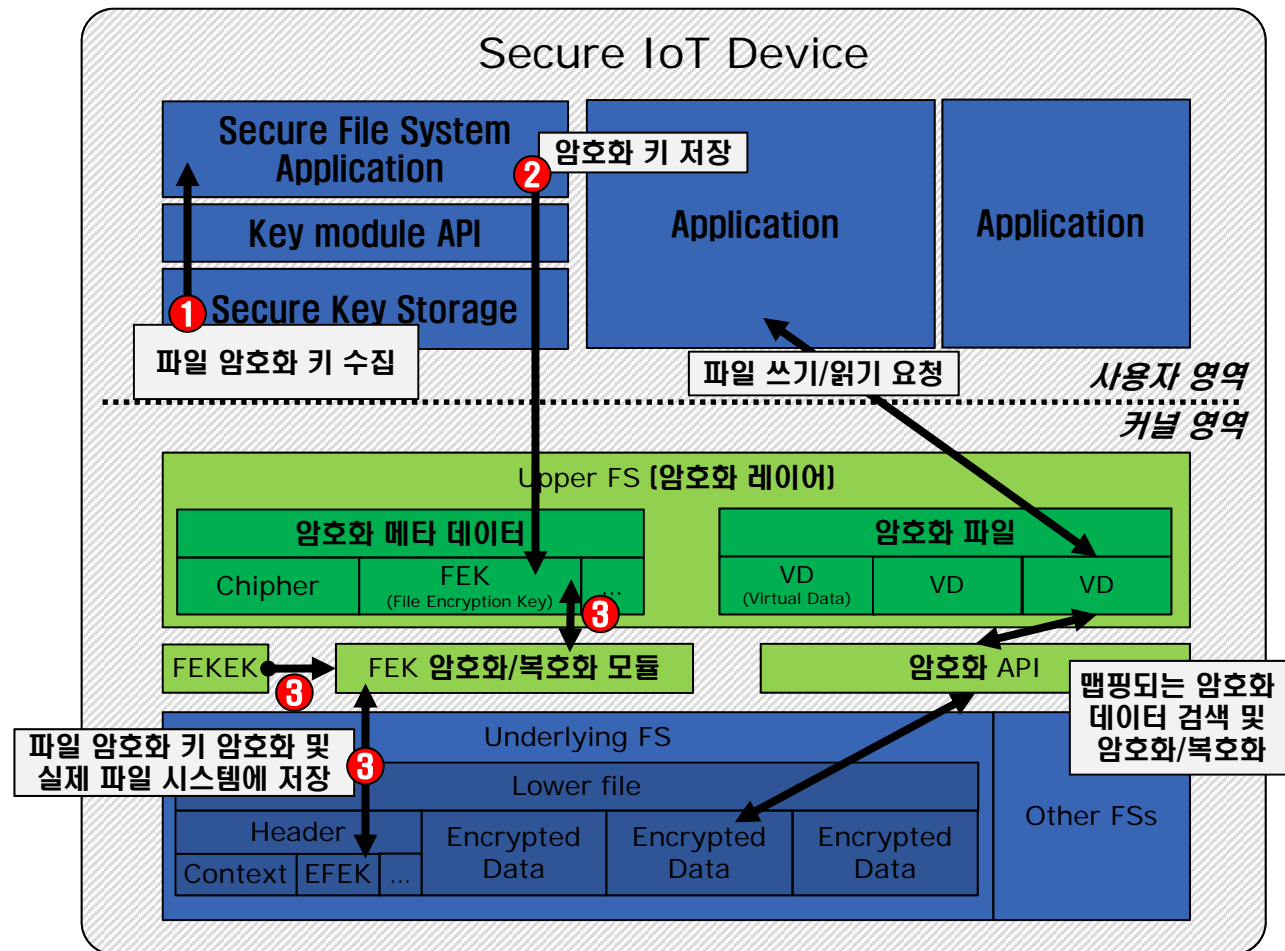 Secure IoT Device
Secure File System
Application
2
암호화 키 저장
Key module API
Application
Application
1
Secure Key Storage
파일 암호화 키 수집
파일 쓰기/읽기 요청
사용자 영역
커널 영역
Upper FS (암호화 레이어)
암호화 메타 데이터
암호화 파일
Chipher
FEK
(File Encryption Key)
...
VD
(Virtual Data)
VD
VD
3
FEKEK
3
FEK 암호화/복호화 모듈
암호화 API
맵핑되는 암호화
데이터 검색 및
암호화/복호화
파일 암호화 키 암호화 및
실제 파일 시스템에 저장
3
Underlying FS
Lower file
Other FSs
Header
Context
EFEK
...
Encrypted
Data
Encrypted
Data
Encrypted
Data